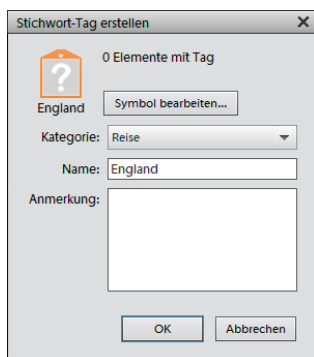 Stichwort-Tag erstellen
0 Elemente mit Tag
?
England
Symbol bearbeiten...
Kategorie: Reise
Name: England
Anmerkung:
OK Abbrechen